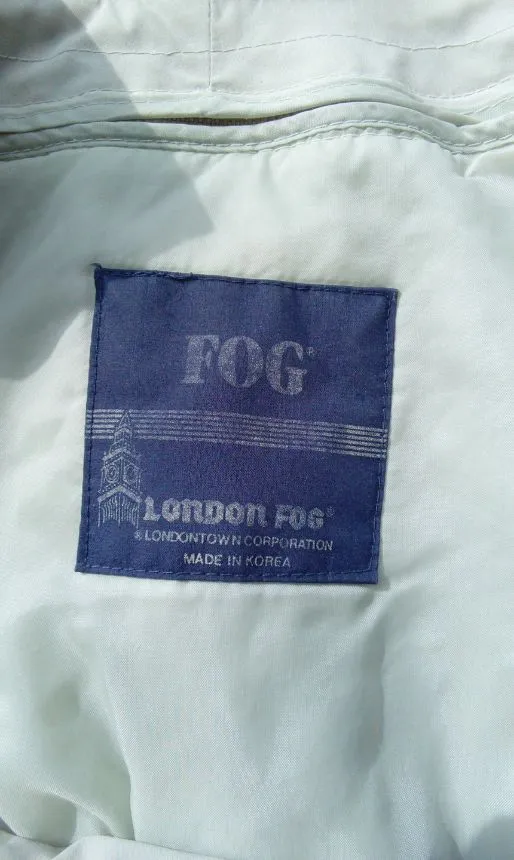 FOG®
LONDON FOG®
® LONDONTOWN CORPORATION
MADE IN KOREA